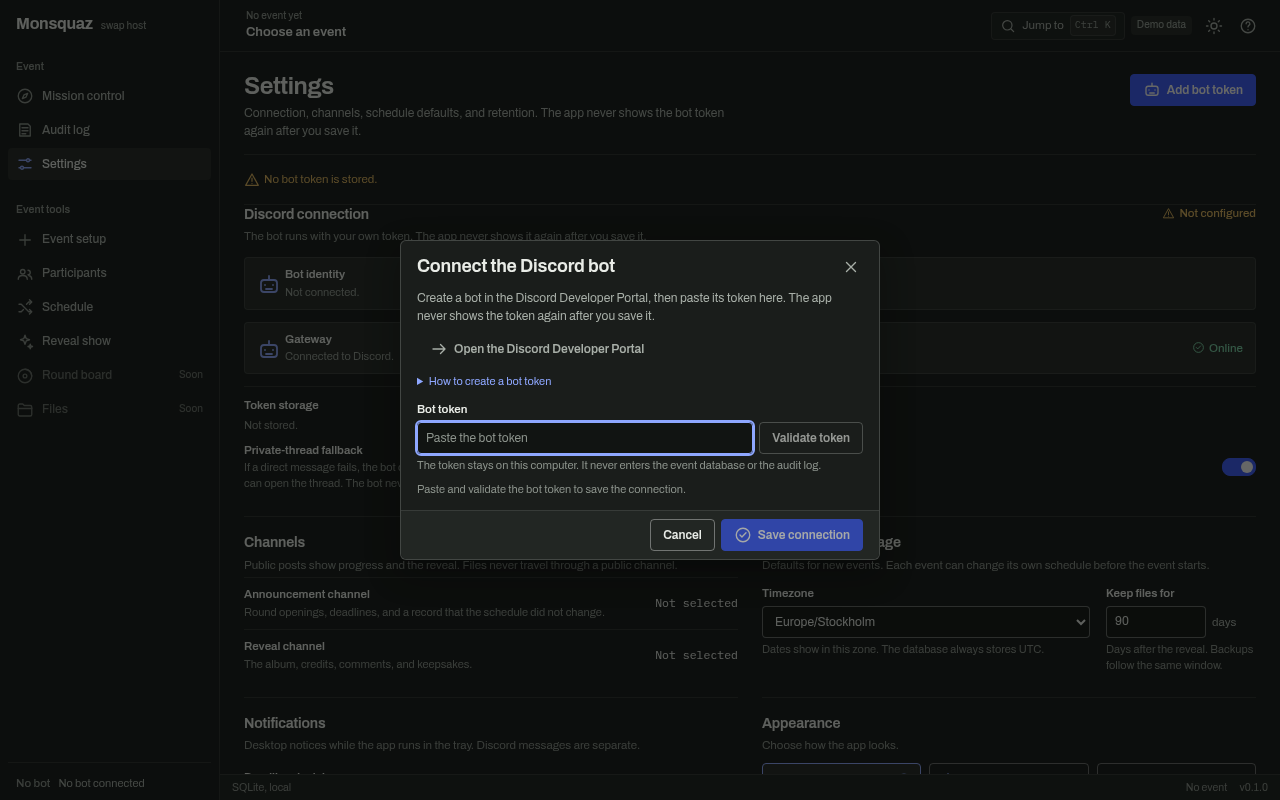 Monsquaz swap host
Event
Mission control
Audit log
Settings
Event tools
Event setup
Participants
Schedule
Reveal show
Round board Soon
Files Soon
No bot No bot connected
No event yet
Choose an event
Jump to Ctrl K
Demo data
Settings
Connection, channels, schedule defaults, and retention. The app never shows the bot token
again after you save it.
Add bot token
No bot token is stored.
Discord connection
Not configured
The bot runs with your own token. The app never shows it again after you save it.
Bot identity
Not connected.
Gateway
Connected to Discord.
Online
Token storage
Not stored.
Private-thread fallback
If a direct message fails, the bot
can open the thread. The bot
Connect the Discord bot
Create a bot in the Discord Developer Portal, then paste its token here. The app
never shows the token again after you save it.
Open the Discord Developer Portal
How to create a bot token
Bot token
Paste the bot token
Validate token
The token stays on this computer. It never enters the event database or the audit log.
Paste and validate the bot token to save the connection.
Cancel
Save connection
Channels
Public posts show progress and the reveal. Files never travel through a public channel.
Announcement channel
Round openings, deadlines, and a record that the schedule did not change.
Not selected
Reveal channel
The album, credits, comments, and keepsakes.
Not selected
Defaults for new events. Each event can change its own schedule before the event starts.
Timezone
Europe/Stockholm
Dates show in this zone. The database always stores UTC.
Keep files for
90 days
Days after the reveal. Backups
follow the same window.
Notifications
Desktop notices while the app runs in the tray. Discord messages are separate.
Appearance
Choose how the app looks.
SQLite, local
No event v0.1.0